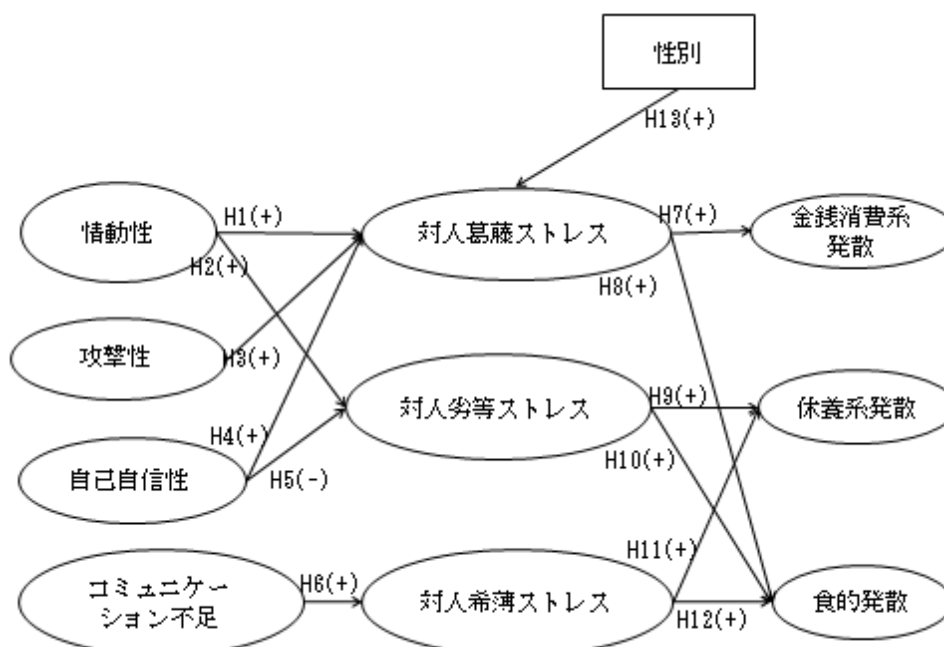 性別
H13(+)
情動性
H1(+)
対人葛藤ストレス
H7(+)
金銭消費系
発散
H2(+)
H8(+)
攻撃性
H3(+)
対人劣等ストレス
H9(+)
休養系発散
H4(+)
H10(+)
自己自信性
H5(-)
H11(+)
コミュニケー
ション不足
H6(+)
対人希薄ストレス
H12(+)
食的発散